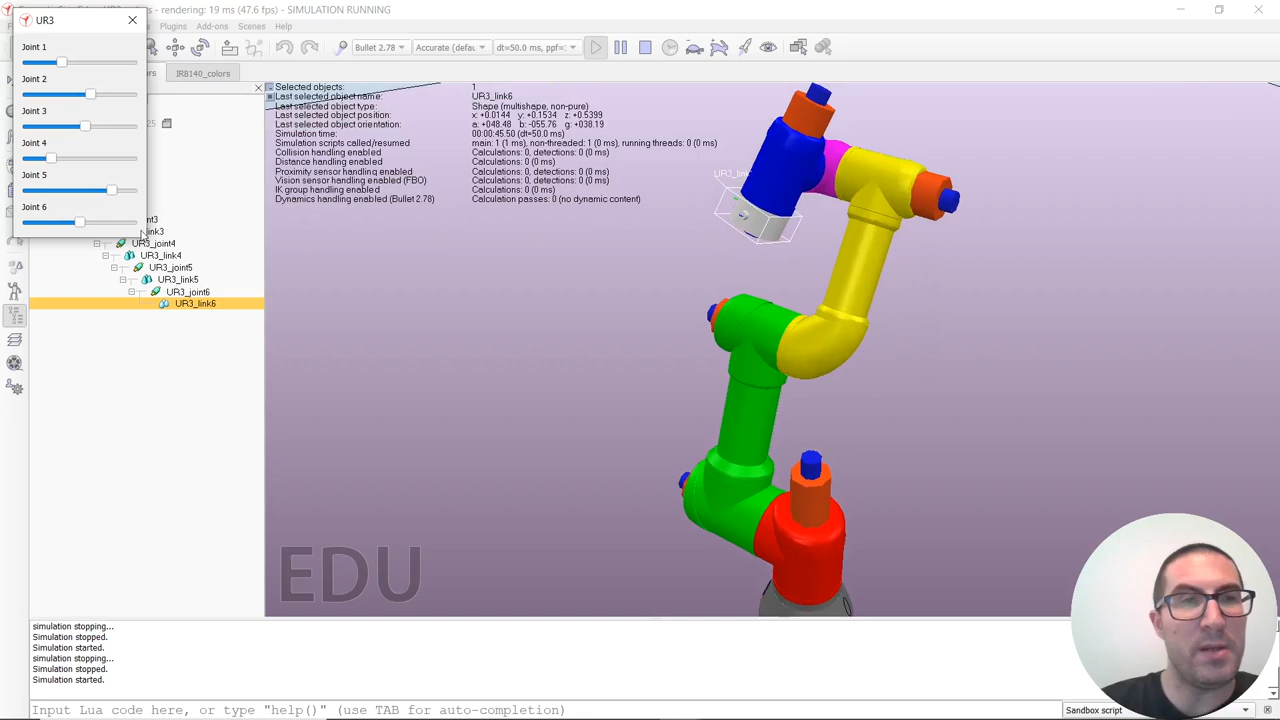 UR3
rendering: 19 ms (47.6 fps) - SIMULATION RUNNING
Plugins Add-ons Scenes Help
Bullet 2.78 Accurate (defau dt=50.0 ms, ppf=
IRB140_colors
Joint 1
Joint 2
Joint 3
Joint 4
Joint 5
Joint 6
Selected objects: 1
Last selected object name: UR3_link6
Last selected object type: Shape (multishape, non-pure)
Last selected object position: x: +0.0144 y: +0.1534 z: +0.5399
Last selected object orientation: a: +048.48 b: -055.76 g: +038.19
Simulation time: 00:00:45.50 (dt=50.0 ms)
Simulation scripts called/resumed main: 1 (1 ms), non-threaded: 1 (0 ms), running threads: 0 (0 ms)
Collision handling enabled Calculations: 0, detections: 0 (0 ms)
Distance handling enabled Calculations: 0 (0 ms)
Proximity sensor handling enabled Calculations: 0, detections: 0 (0 ms)
Vision sensor handling enabled (FBO) Calculations: 0, detections: 0 (0 ms)
IK group handling enabled Calculations: 0 (0 ms)
Dynamics handling enabled (Bullet 2.78) Calculation passes: 0 (no dynamic content)
UR3_joint4
UR3_link4
UR3_joint5
UR3_link5
UR3_joint6
UR3_link6
EDU
simulation stopping...
Simulation stopped.
Simulation started.
simulation stopping...
Simulation stopped.
Simulation started.
Input Lua code here, or type "help()" (use TAB for auto-completion)
Sandbox script